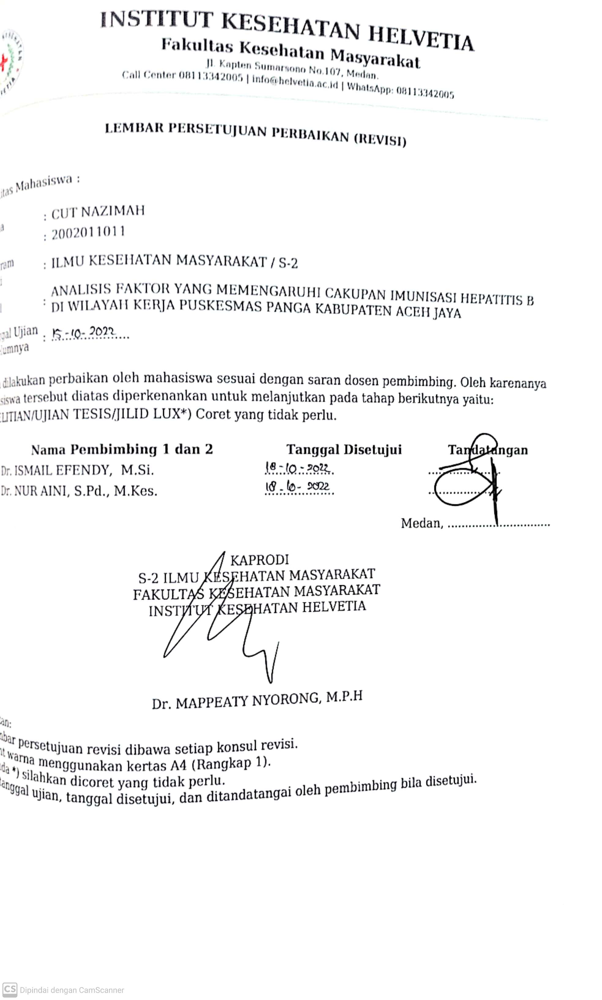 INSTITUT KESEHATAN HELVETIA
Fakultas Kesehatan Masyarakat
Jl. Kapten Sumarsono No.107, Medan.
Call Center 08113342005 | info@helvetia.ac.id | WhatsApp: 08113342005
LEMBAR PERSETUJUAN PERBAIKAN (REVISI)
itas Mahasiswa :
a : CUT NAZIMAH
: 2002011011
ram : ILMU KESEHATAN MASYARAKAT / S-2
i
l : ANALISIS FAKTOR YANG MEMENGARUHI CAKUPAN IMUNISASI HEPATITIS B
DI WILAYAH KERJA PUSKESMAS PANGA KABUPATEN ACEH JAYA
gal Ujian : 15-10-2022
lumnya
dilakukan perbaikan oleh mahasiswa sesuai dengan saran dosen pembimbing. Oleh karenanya
siswa tersebut diatas diperkenankan untuk melanjutkan pada tahap berikutnya yaitu:
ELITIAN/UJIAN TESIS/JILID LUX*) Coret yang tidak perlu.
Nama Pembimbing 1 dan 2 Tanggal Disetujui Tandatangan
Dr. ISMAIL EFENDY, M.Si. 18-10-2022
Dr. NUR AINI, S.Pd., M.Kes. 18-10-2022
Medan, ..............................
KAPRODI
S-2 ILMU KESEHATAN MASYARAKAT
FAKULTAS KESEHATAN MASYARAKAT
INSTITUT KESEHATAN HELVETIA
Dr. MAPPEATY NYORONG, M.P.H
tan:
nbar persetujuan revisi dibawa setiap konsul revisi.
nt warna menggunakan kertas A4 (Rangkap 1).
da *) silahkan dicoret yang tidak perlu.
tanggal ujian, tanggal disetujui, dan ditandatangai oleh pembimbing bila disetujui.
CS Dipindai dengan CamScanner